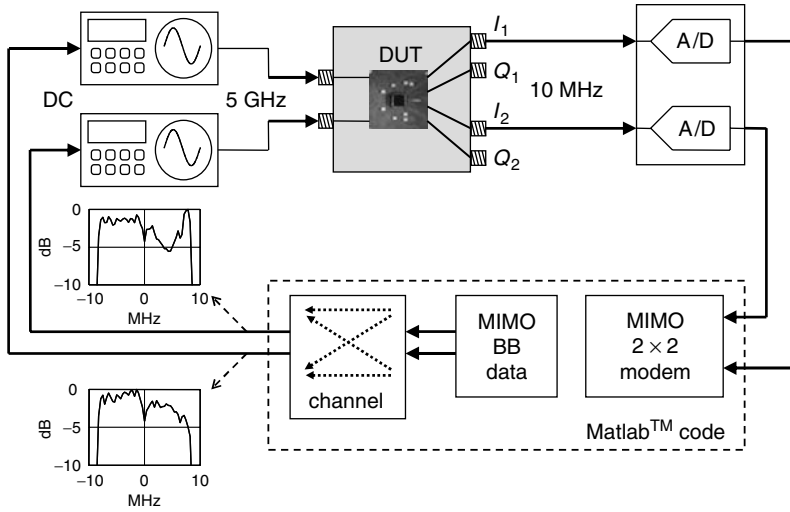 DC
5 GHz
DUT
I₁
Q₁
I₂
Q₂
10 MHz
A/D
A/D
dB
0
−5
−10
−10
0
10
MHz
dB
0
−5
−10
−10
0
10
MHz
channel
MIMO
BB
data
MIMO
2 × 2
modem
Matlab™ code